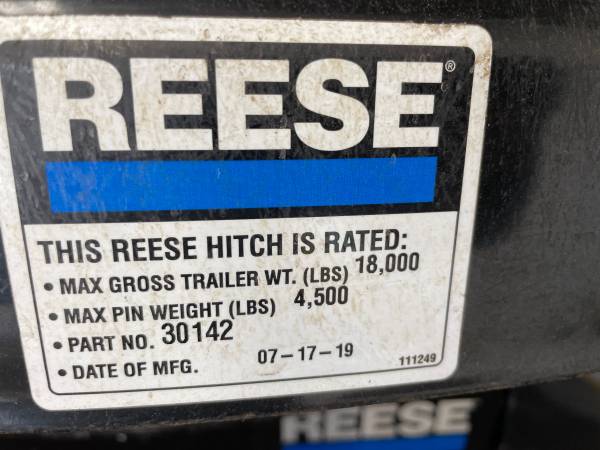 REESE®
THIS REESE HITCH IS RATED:
• MAX GROSS TRAILER WT. (LBS) 18,000
• MAX PIN WEIGHT (LBS) 4,500
• PART NO. 30142
• DATE OF MFG. 07-17-19
111249
REESE